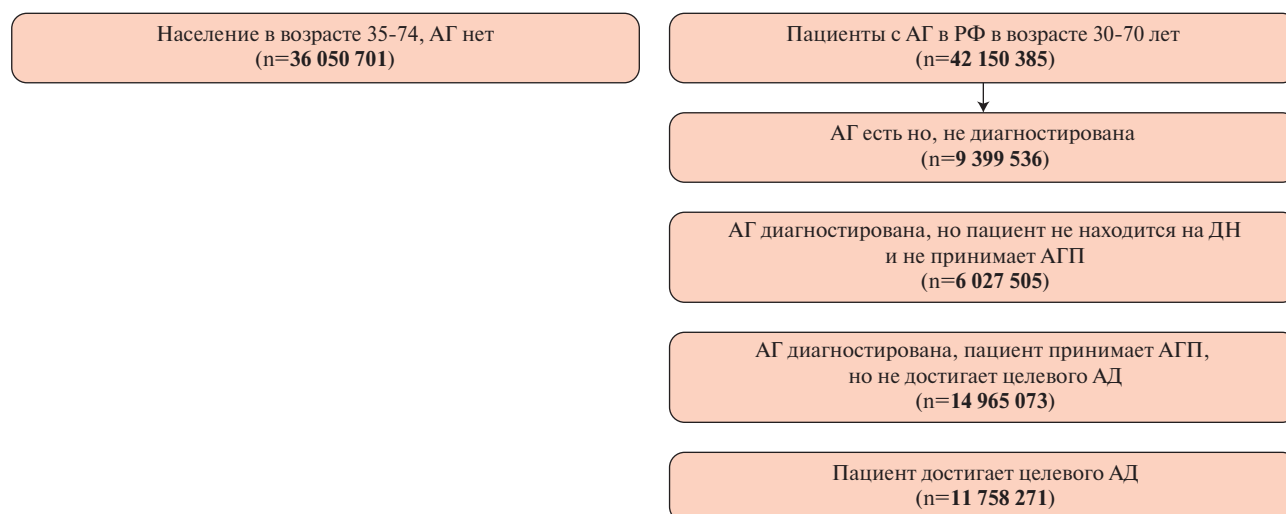 Население в возрасте 35-74, АГ нет
(n=36 050 701)
Пациенты с АГ в РФ в возрасте 30-70 лет
(n=42 150 385)
АГ есть но, не диагностирована
(n=9 399 536)
АГ диагностирована, но пациент не находится на ДН
и не принимает АГП
(n=6 027 505)
АГ диагностирована, пациент принимает АГП,
но не достигает целевого АД
(n=14 965 073)
Пациент достигает целевого АД
(n=11 758 271)